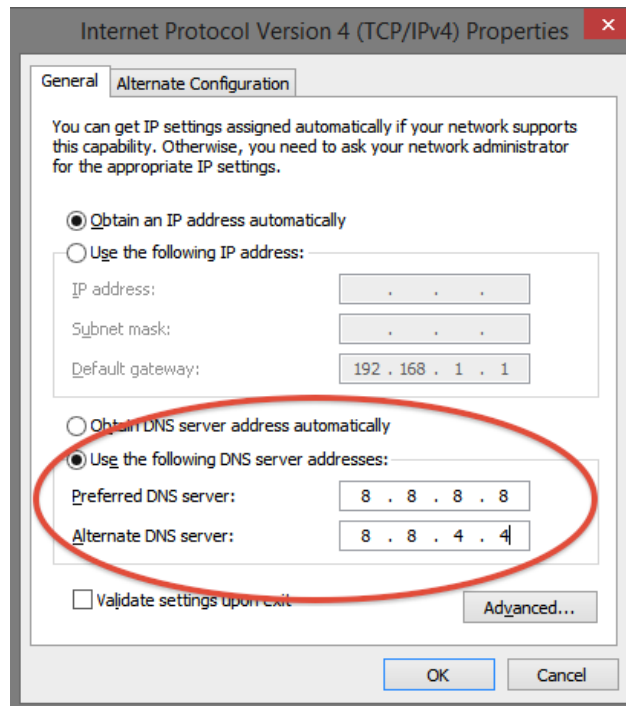 Internet Protocol Version 4 (TCP/IPv4) Properties
General
Alternate Configuration
You can get IP settings assigned automatically if your network supports
this capability. Otherwise, you need to ask your network administrator
for the appropriate IP settings.
Obtain an IP address automatically
Use the following IP address:
IP address: . . .
Subnet mask: . . .
Default gateway: 192 . 168 . 1 . 1
Obtain DNS server address automatically
Use the following DNS server addresses:
Preferred DNS server: 8 . 8 . 8 . 8
Alternate DNS server: 8 . 8 . 4 . 4
Validate settings upon exit
Advanced...
OK
Cancel